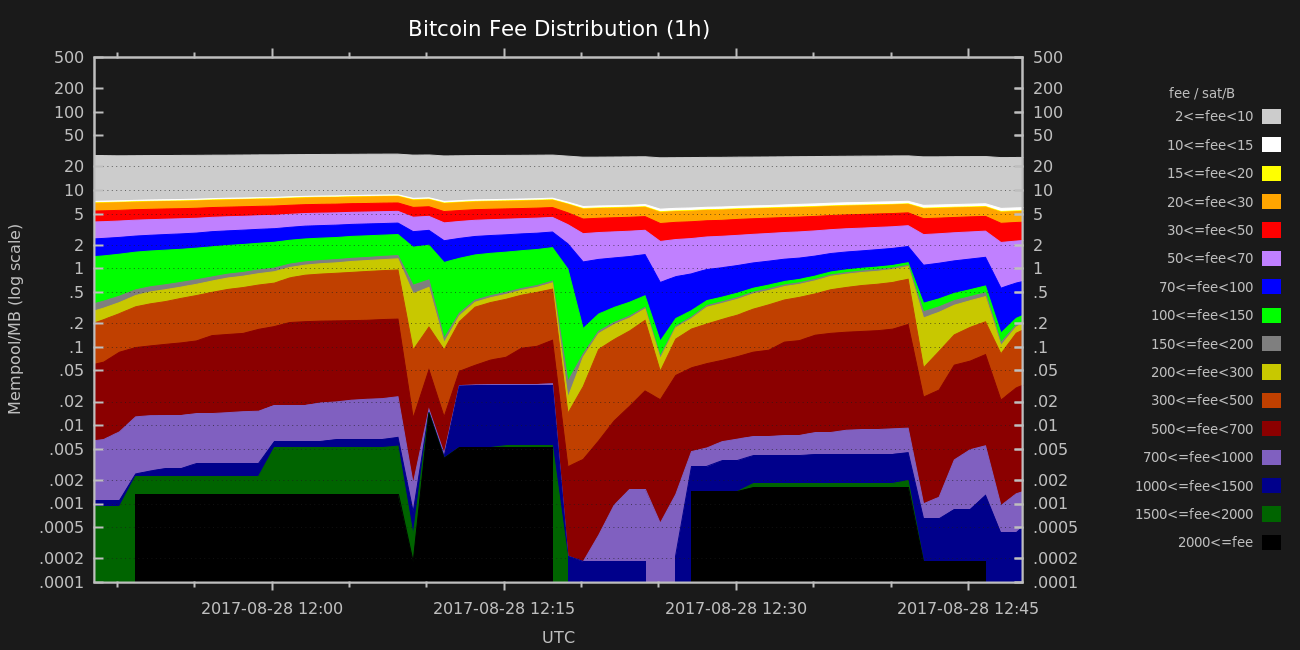 Bitcoin Fee Distribution (1h)
Mempool/MB (log scale)
500
200
100
50
20
10
5
2
1
.5
.2
.1
.05
.02
.01
.005
.002
.001
.0005
.0002
.0001
500
200
100
50
20
10
5
2
1
.5
.2
.1
.05
.02
.01
.005
.002
.001
.0005
.0002
.0001
2017-08-28 12:00
2017-08-28 12:15
2017-08-28 12:30
2017-08-28 12:45
UTC
fee / sat/B
2<=fee<10
10<=fee<15
15<=fee<20
20<=fee<30
30<=fee<50
50<=fee<70
70<=fee<100
100<=fee<150
150<=fee<200
200<=fee<300
300<=fee<500
500<=fee<700
700<=fee<1000
1000<=fee<1500
1500<=fee<2000
2000<=fee